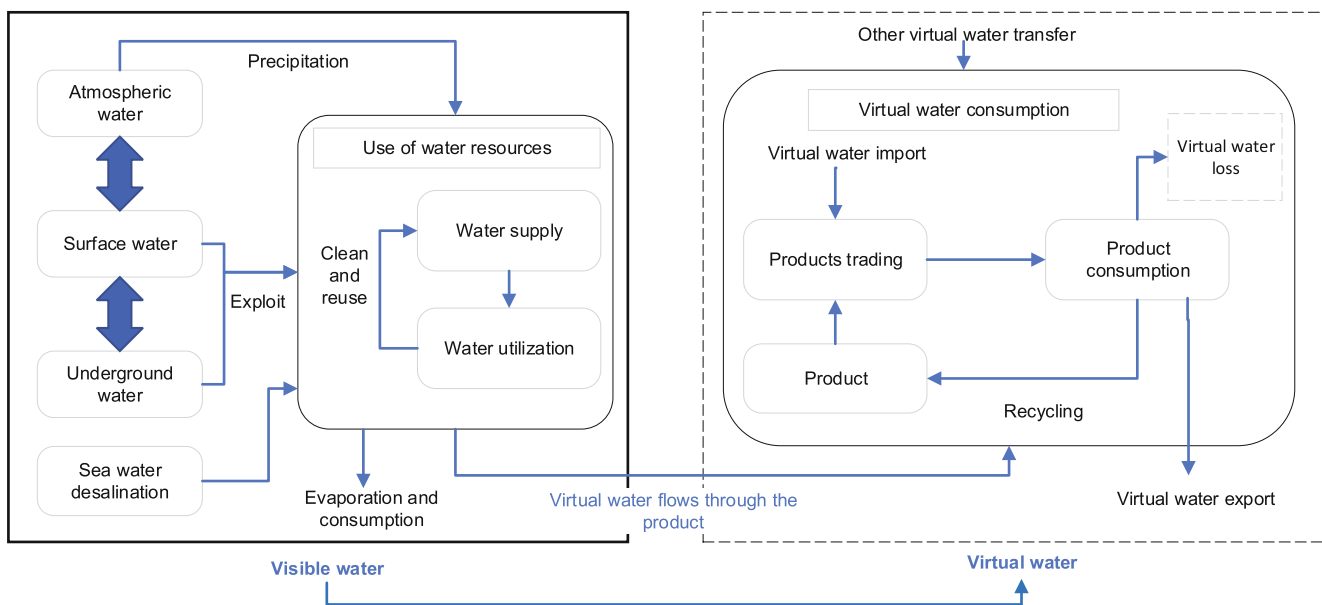 Precipitation
Atmospheric
water
Surface water
Exploit
Underground
water
Sea water
desalination
Use of water resources
Water supply
Clean
and
reuse
Water utilization
Evaporation and
consumption
Virtual water flows through the
product
Visible water
Other virtual water transfer
Virtual water consumption
Virtual water import
Virtual water
loss
Products trading
Product
consumption
Product
Recycling
Virtual water export
Virtual water